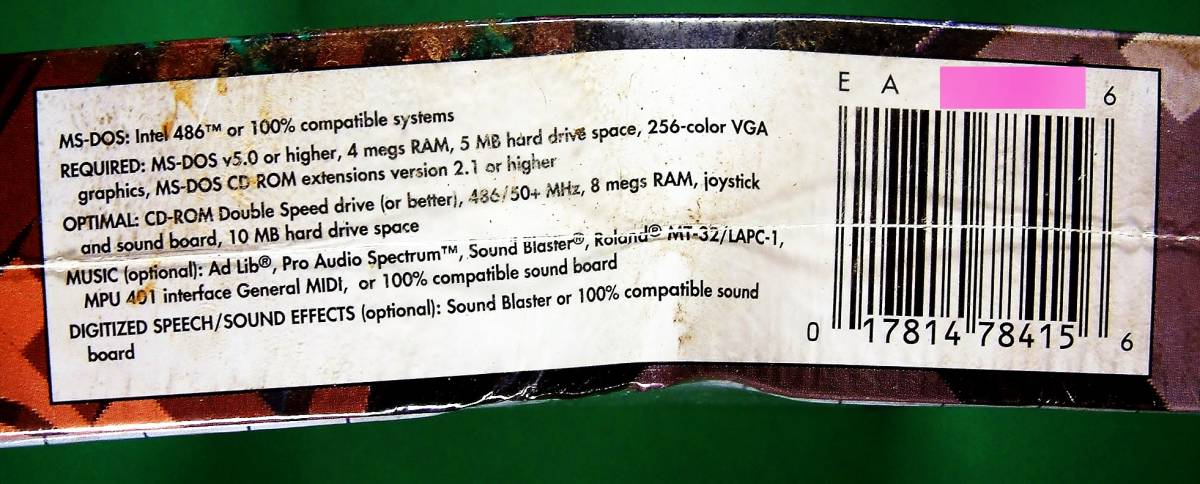 MS-DOS: Intel 486™ or 100% compatible systems
REQUIRED: MS-DOS v5.0 or higher, 4 megs RAM, 5 MB hard drive space, 256-color VGA
graphics, MS-DOS CD ROM extensions version 2.1 or higher
OPTIMAL: CD-ROM Double Speed drive (or better), 486/50+ MHz, 8 megs RAM, joystick
and sound board, 10 MB hard drive space
MUSIC (optional): Ad Lib®, Pro Audio Spectrum™, Sound Blaster®, Roland® MT-32/LAPC-1,
MPU 401 interface General MIDI, or 100% compatible sound board
DIGITIZED SPEECH/SOUND EFFECTS (optional): Sound Blaster or 100% compatible sound
board
E A 6
0 17814 78415 6